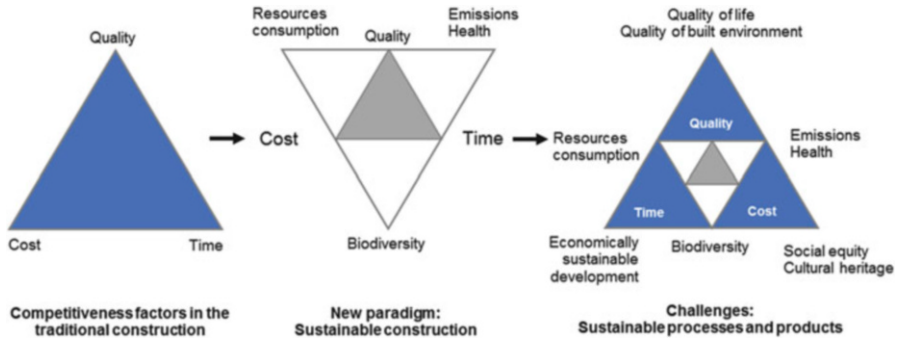 Quality
Cost
Time
Competitiveness factors in the
traditional construction
Resources
consumption
Quality
Emissions
Health
Cost
Time
Biodiversity
New paradigm:
Sustainable construction
Quality of life
Quality of built environment
Quality
Resources
consumption
Emissions
Health
Time
Cost
Economically
sustainable
development
Biodiversity
Social equity
Cultural heritage
Challenges:
Sustainable processes and products